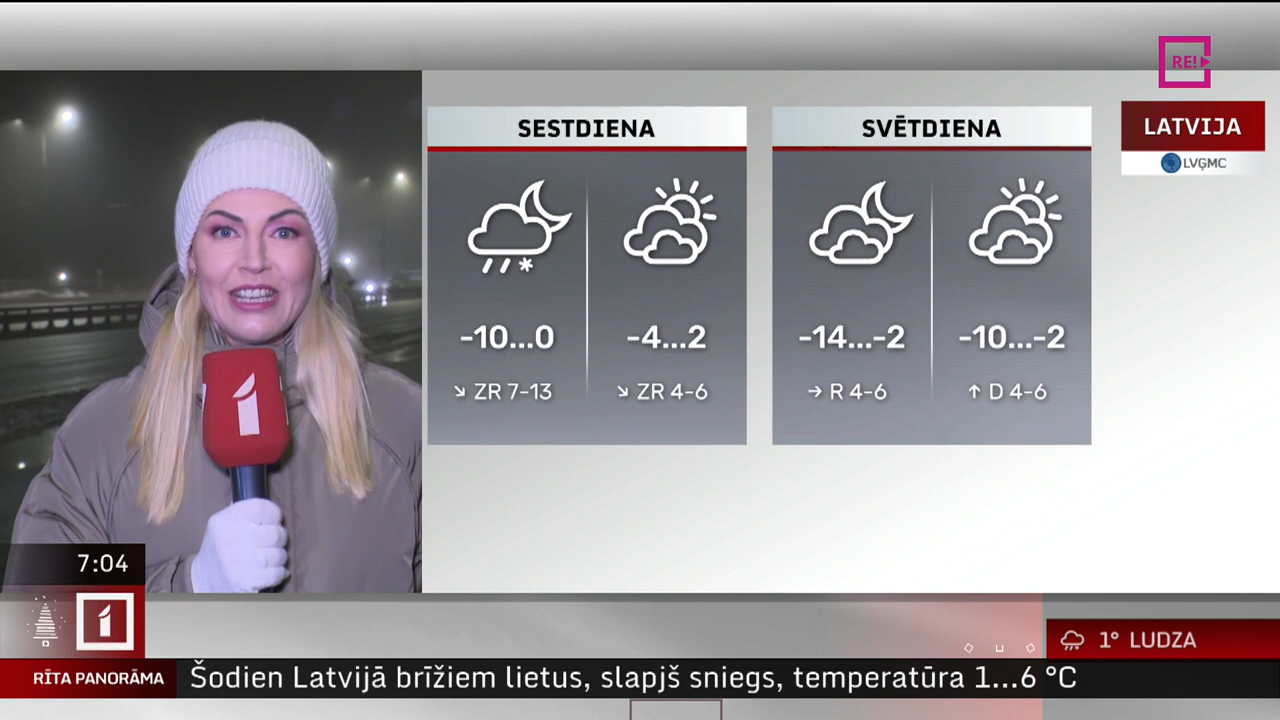 RE!
SESTDIENA
SVĒTDIENA
LATVIJA
LVĢMC
-10...0
-4...2
-14...-2
-10...-2
ZR 7-13
ZR 4-6
R 4-6
D 4-6
1
7:04
1
1° LUDZA
RĪTA PANORĀMA
Šodien Latvijā brīžiem lietus, slapjš sniegs, temperatūra 1...6 °C